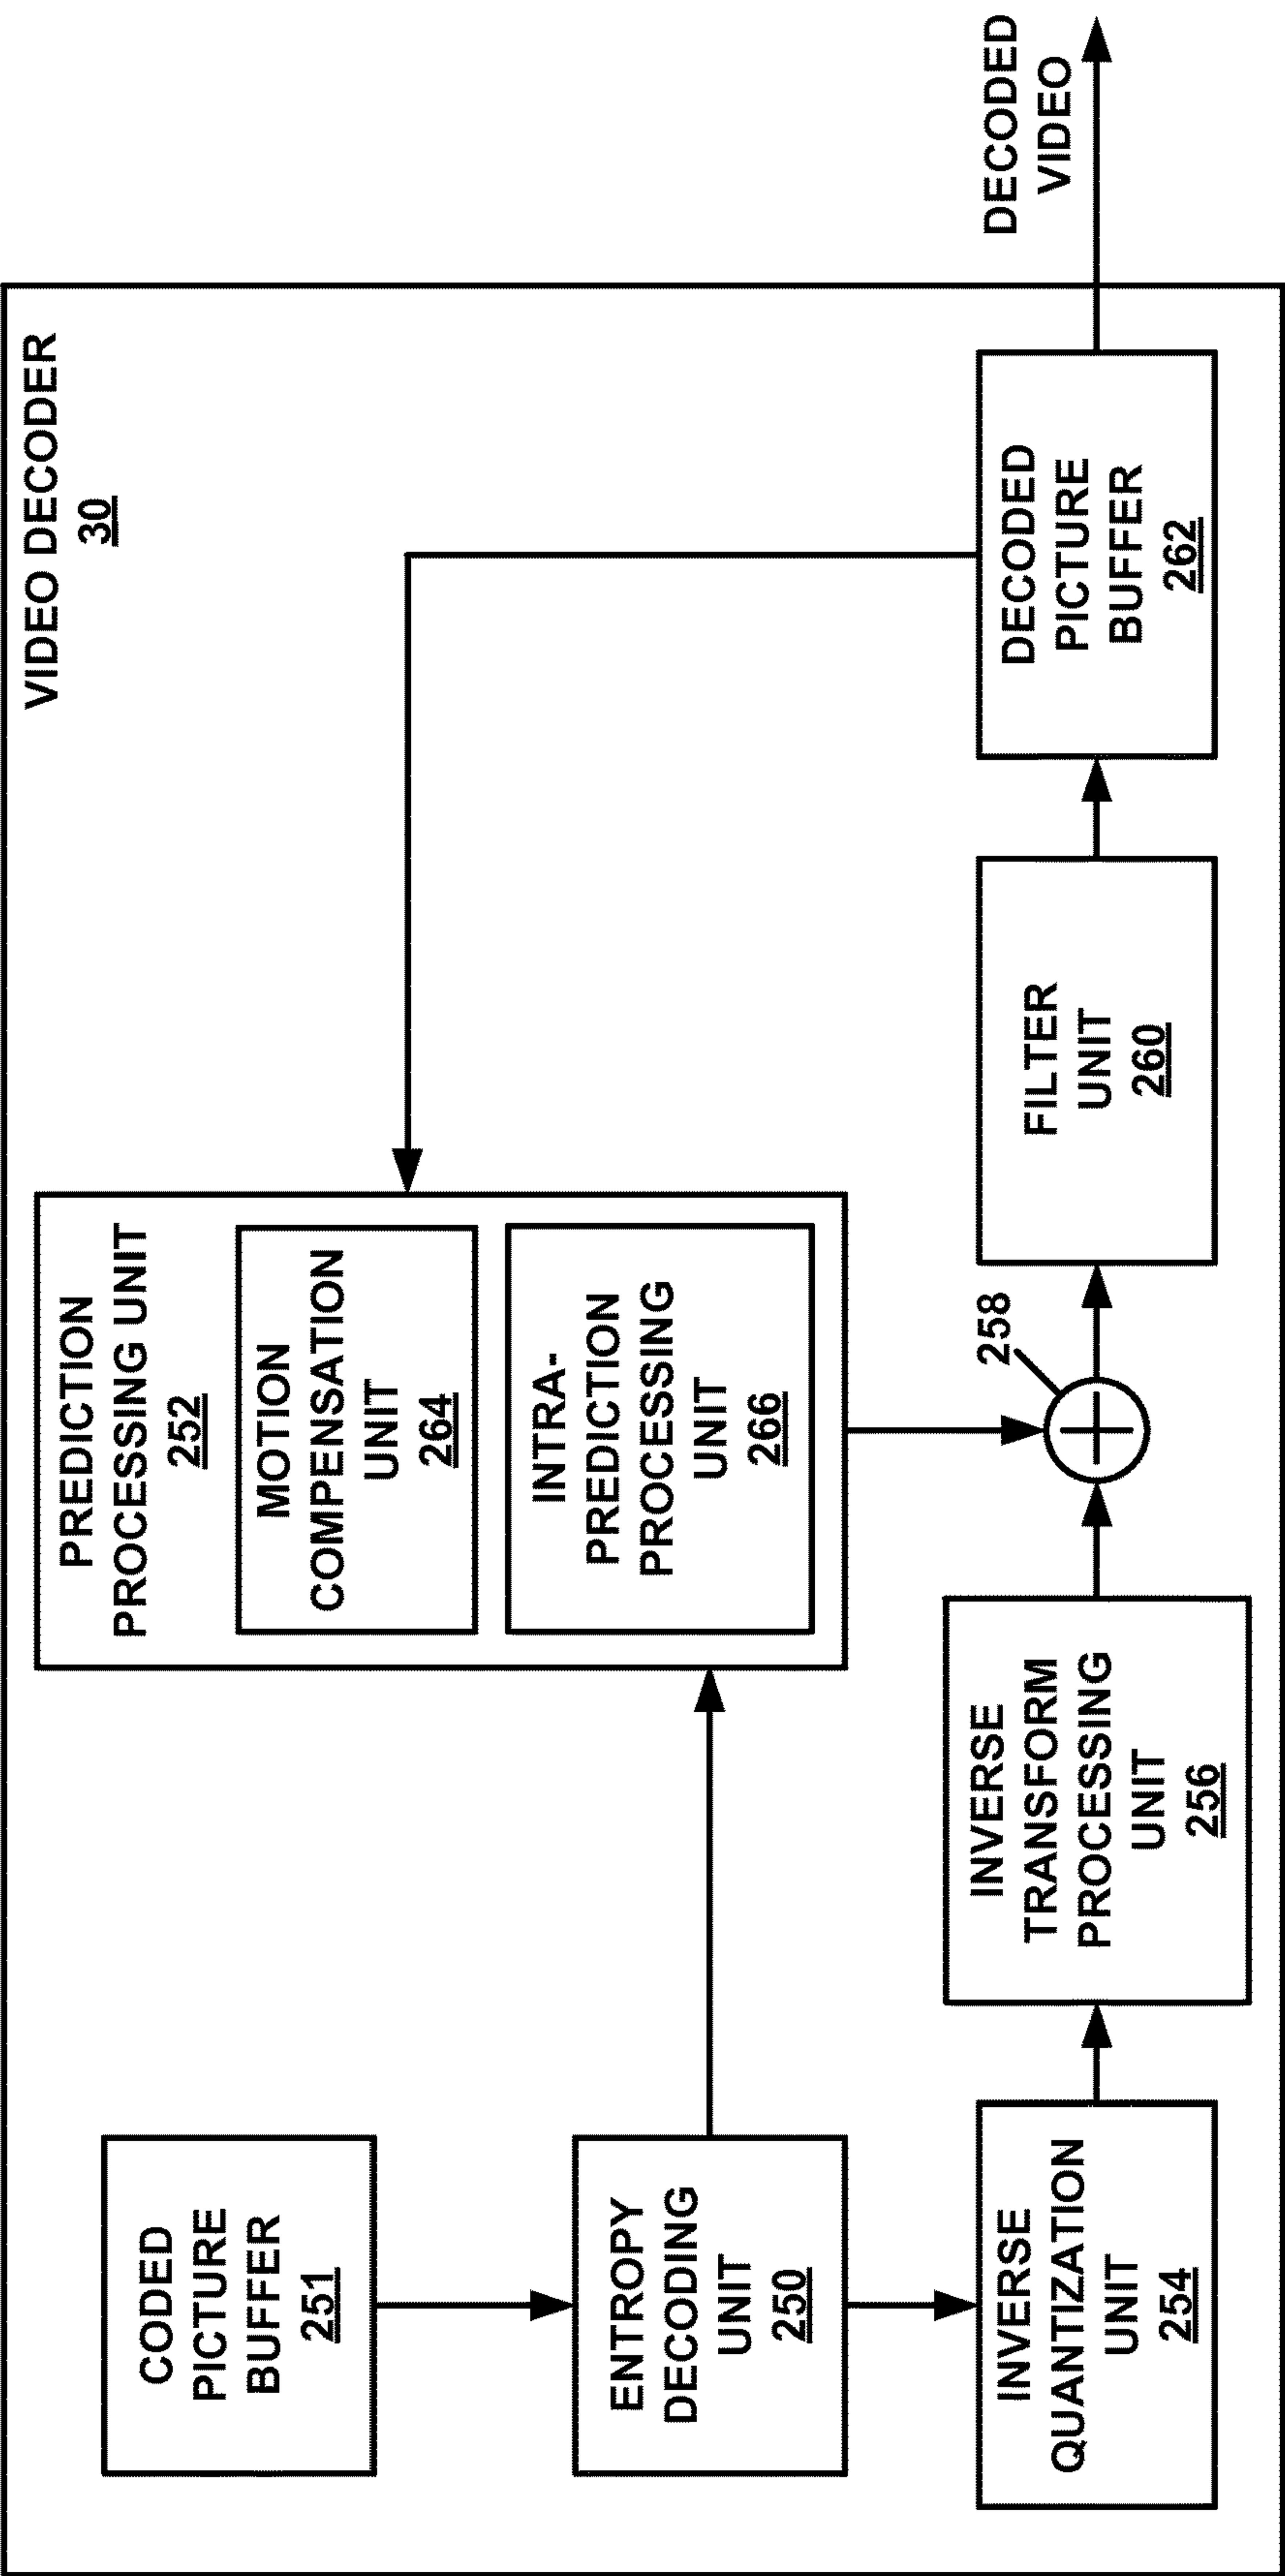 VIDEO DECODER
30
CODED
PICTURE
BUFFER
251
PREDICTION
PROCESSING UNIT
252
MOTION
COMPENSATION
UNIT
264
INTRA-
PREDICTION
PROCESSING
UNIT
266
ENTROPY
DECODING
UNIT
250
INVERSE
QUANTIZATION
UNIT
254
INVERSE
TRANSFORM
PROCESSING
UNIT
256
258
FILTER
UNIT
260
DECODED
PICTURE
BUFFER
262
DECODED
VIDEO